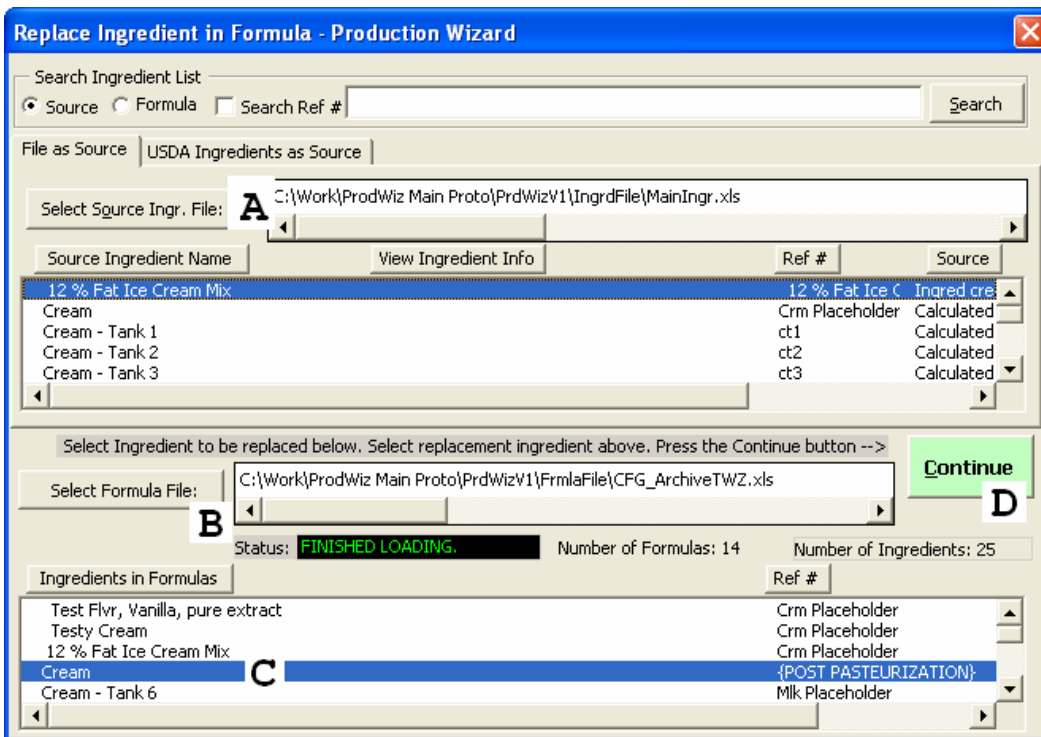 Replace Ingredient in Formula - Production Wizard
Search Ingredient List
Source Formula Search Ref # Search
File as Source USDA Ingredients as Source
Select Source Ingr. File: A C:\Work\ProdWiz Main Proto\PrdWizV1\IngrdFile\MainIngr.xls
Source Ingredient Name View Ingredient Info Ref # Source
12 % Fat Ice Cream Mix 12 % Fat Ice C Ingred cre
Cream Crm Placeholder Calculated
Cream - Tank 1 ct1 Calculated
Cream - Tank 2 ct2 Calculated
Cream - Tank 3 ct3 Calculated
Select Ingredient to be replaced below. Select replacement ingredient above. Press the Continue button -->
Continue
D
Select Formula File: B C:\Work\ProdWiz Main Proto\PrdWizV1\FrmlaFile\CFG_ArchiveTWZ.xls
Status: FINISHED LOADING. Number of Formulas: 14 Number of Ingredients: 25
Ingredients in Formulas Ref #
Test Flvr, Vanilla, pure extract Crm Placeholder
Testy Cream Crm Placeholder
12 % Fat Ice Cream Mix Crm Placeholder
Cream C {POST PASTEURIZATION}
Cream - Tank 6 Mlk Placeholder